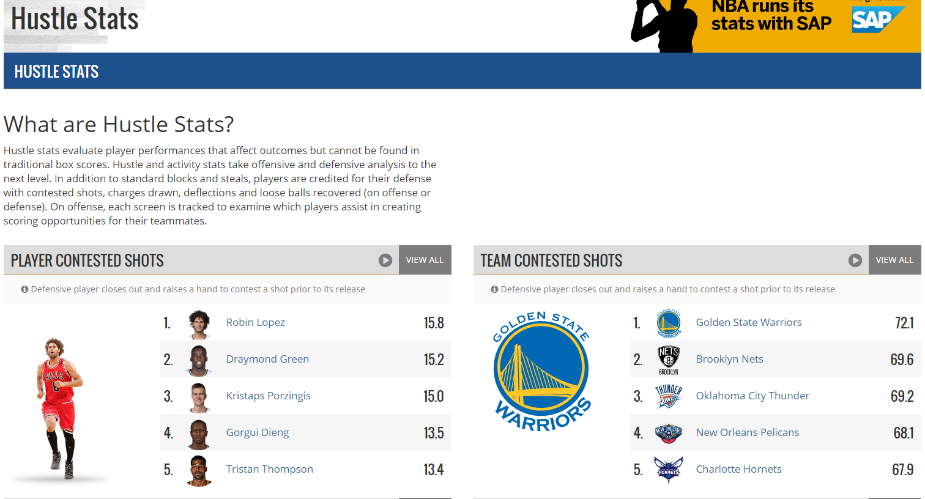 Hustle Stats
NBA runs its
stats with SAP
SAP
HUSTLE STATS
What are Hustle Stats?
Hustle stats evaluate player performances that affect outcomes but cannot be found in
traditional box scores. Hustle and activity stats take offensive and defensive analysis to the
next level. In addition to standard blocks and steals, players are credited for their defense
with contested shots, charges drawn, deflections and loose balls recovered (on offense or
defense). On offense, each screen is tracked to examine which players assist in creating
scoring opportunities for their teammates.
PLAYER CONTESTED SHOTS VIEW ALL
Defensive player closes out and raises a hand to contest a shot prior to its release
1. Robin Lopez 15.8
2. Draymond Green 15.2
3. Kristaps Porzingis 15.0
4. Gorgui Dieng 13.5
5. Tristan Thompson 13.4
TEAM CONTESTED SHOTS VIEW ALL
Defensive player closes out and raises a hand to contest a shot prior to its release
GOLDEN STATE
WARRIORS
1. Golden State Warriors 72.1
2. NETS BROOKLYN Brooklyn Nets 69.6
3. THUNDER Oklahoma City Thunder 69.2
4. New Orleans Pelicans 68.1
5. HORNETS Charlotte Hornets 67.9